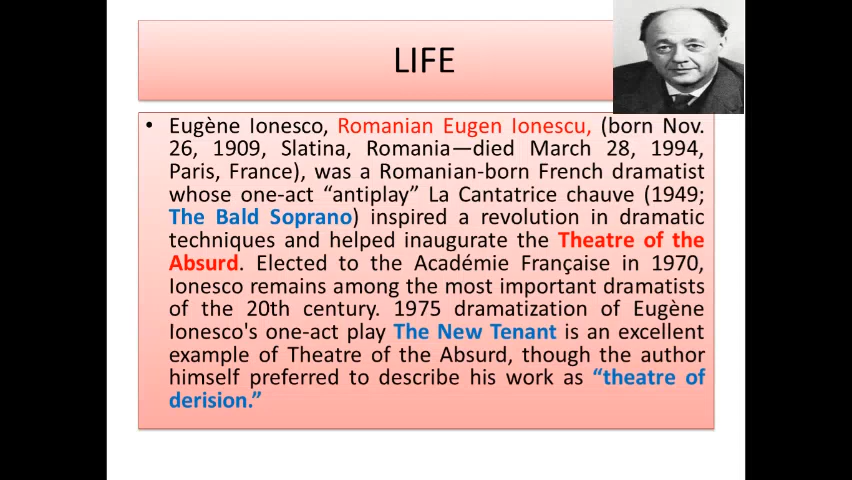 LIFE
• Eugène Ionesco, Romanian Eugen Ionescu, (born Nov.
26, 1909, Slatina, Romania—died March 28, 1994,
Paris, France), was a Romanian-born French dramatist
whose one-act “antiplay” La Cantatrice chauve (1949;
The Bald Soprano) inspired a revolution in dramatic
techniques and helped inaugurate the Theatre of the
Absurd. Elected to the Académie Française in 1970,
Ionesco remains among the most important dramatists
of the 20th century. 1975 dramatization of Eugène
Ionesco's one-act play The New Tenant is an excellent
example of Theatre of the Absurd, though the author
himself preferred to describe his work as “theatre of
derision.”